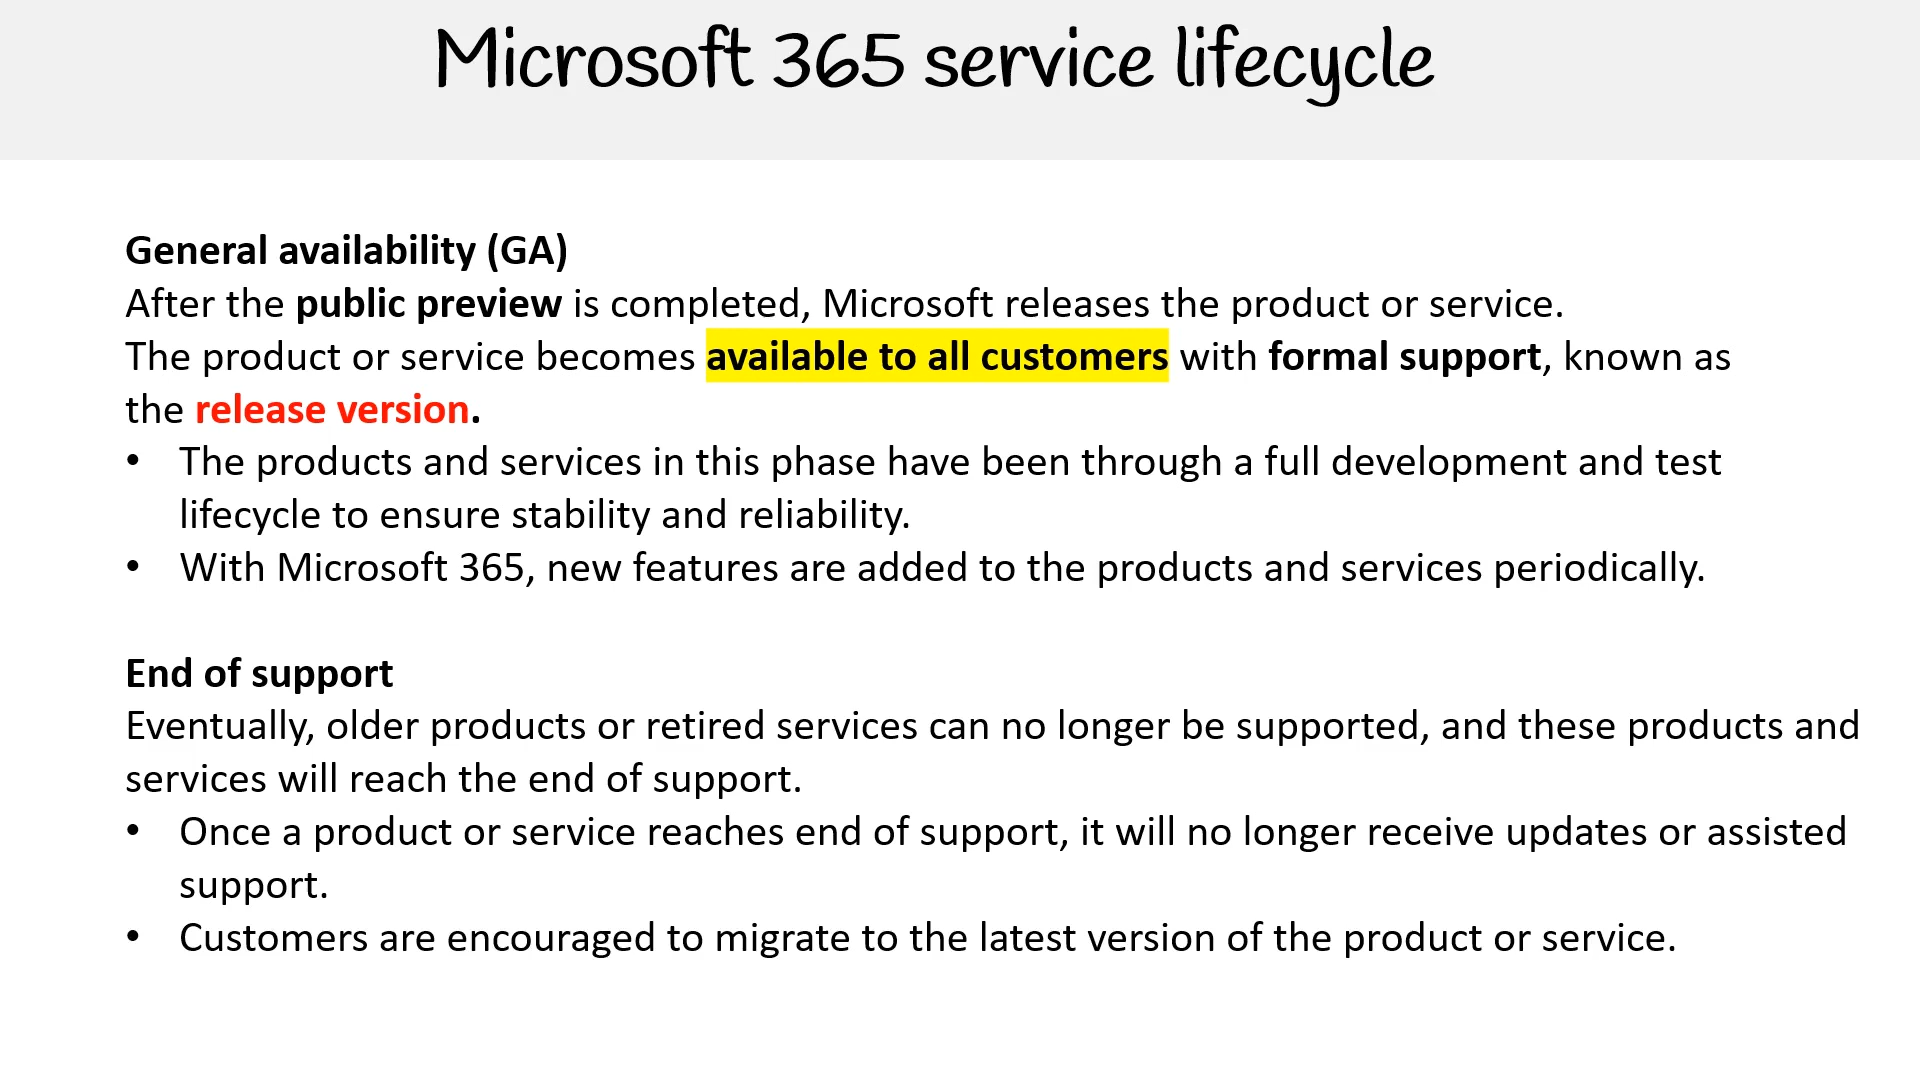 Microsoft 365 service lifecycle
General availability (GA)
After the public preview is completed, Microsoft releases the product or service.
The product or service becomes available to all customers with formal support, known as
the release version.
• The products and services in this phase have been through a full development and test
lifecycle to ensure stability and reliability.
• With Microsoft 365, new features are added to the products and services periodically.
End of support
Eventually, older products or retired services can no longer be supported, and these products and
services will reach the end of support.
• Once a product or service reaches end of support, it will no longer receive updates or assisted
support.
• Customers are encouraged to migrate to the latest version of the product or service.